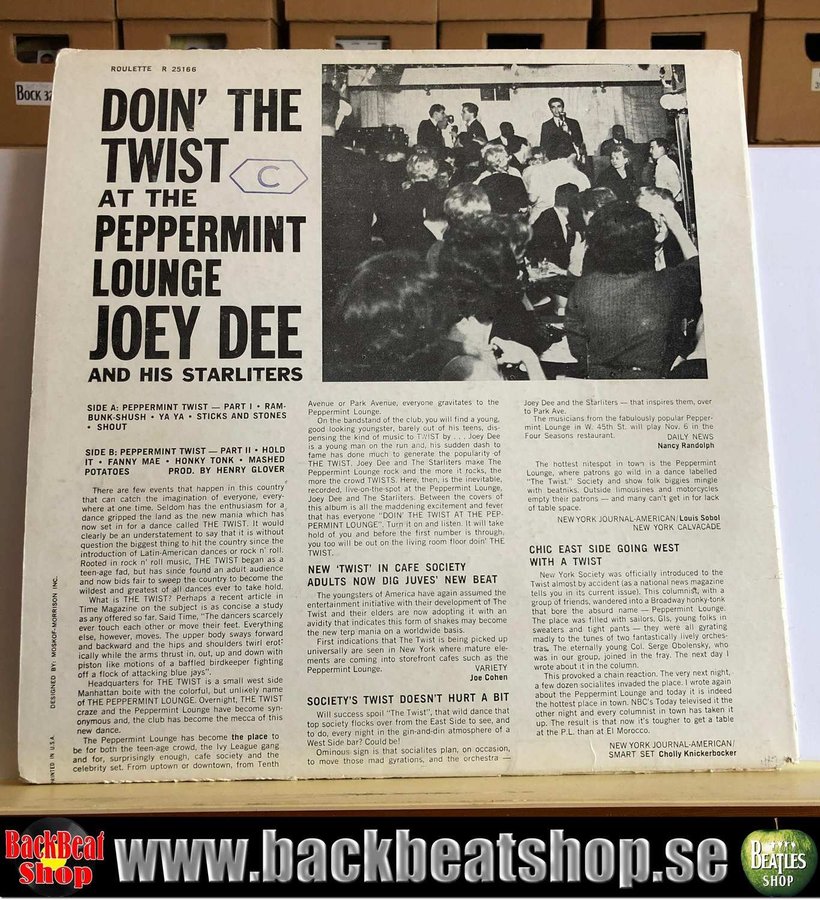 BOCK 32
ROULETTE R 25166
DOIN' THE
TWIST
C
AT THE
PEPPERMINT
LOUNGE
JOEY DEE
AND HIS STARLITERS
SIDE A: PEPPERMINT TWIST — PART I • RAM-
BUNK-SHUSH • YA YA • STICKS AND STONES
• SHOUT
SIDE B: PEPPERMINT TWIST — PART II • HOLD
IT • FANNY MAE • HONKY TONK • MASHED
POTATOES PROD. BY HENRY GLOVER
There are few events that happen in this country
that can catch the imagination of everyone, every-
where at one time. Seldom has the enthusiasm for a
dance gripped the land as the new mania which has
now set in for a dance called THE TWIST. It would
clearly be an understatement to say that it is without
question the biggest thing to hit the country since the
introduction of Latin-American dances or rock n' roll.
Rooted in rock n' roll music, THE TWIST began as a
teen-age fad, but has since found an adult audience
and now bids fair to sweep the country to become the
wildest and greatest of all dances ever to take hold.
What is THE TWIST? Perhaps a recent article in
Time Magazine on the subject is as concise a study
as any offered so far. Said Time, "The dancers scarcely
ever touch each other or move their feet. Everything
else, however, moves. The upper body sways forward
and backward and the hips and shoulders twirl erot-
ically while the arms thrust in, out, up and down with
piston like motions of a baffled birdkeeper fighting
off a flock of attacking blue jays".
Headquarters for THE TWIST is a small west side
Manhattan boite with the colorful, but unlikely name
of THE PEPPERMINT LOUNGE. Overnight, THE TWIST
craze and the Peppermint Lounge have become syn-
onymous and, the club has become the mecca of this
new dance.
The Peppermint Lounge has become the place to
be for both the teen-age crowd, the Ivy League gang
and for, surprisingly enough, cafe society and the
celebrity set. From uptown or downtown, from Tenth
Avenue or Park Avenue, everyone gravitates to the
Peppermint Lounge.
On the bandstand of the club, you will find a young,
good looking youngster, barely out of his teens, dis-
pensing the kind of music to TWIST by . . . Joey Dee
is a young man on the run and, his sudden dash to
fame has done much to generate the popularity of
THE TWIST. Joey Dee and The Starliters make The
Peppermint Lounge rock and the more it rocks, the
more the crowd TWISTS. Here, then, is the inevitable,
recorded, live-on-the-spot at the Peppermint Lounge,
Joey Dee and The Starliters. Between the covers of
this album is all the maddening excitement and fever
that has everyone "DOIN' THE TWIST AT THE PEP-
PERMINT LOUNGE". Turn it on and listen. It will take
hold of you and before the first number is through,
you too will be out on the living room floor doin' THE
TWIST.
NEW 'TWIST' IN CAFE SOCIETY
ADULTS NOW DIG JUVES' NEW BEAT
The youngsters of America have again assumed the
entertainment initiative with their development of The
Twist and their elders are now adopting it with an
avidity that indicates this form of shakes may become
the new terp mania on a worldwide basis.
First indications that The Twist is being picked up
universally are seen in New York where mature ele-
ments are coming into storefront cafes such as the
Peppermint Lounge. VARIETY
Joe Cohen
SOCIETY'S TWIST DOESN'T HURT A BIT
Will success spoil "The Twist", that wild dance that
top society flocks over from the East Side to see, and
to do, every night in the gin-and-din atmosphere of a
West Side bar? Could be!
Ominous sign is that socialites plan, on occasion,
to move those mad gyrations, and the orchestra —
Joey Dee and the Starliters — that inspires them, over
to Park Ave.
The musicians from the fabulously popular Pepper-
mint Lounge in W. 45th St. will play Nov. 6 in the
Four Seasons restaurant. DAILY NEWS
Nancy Randolph
The hottest nitespot in town is the Peppermint
Lounge, where patrons go wild in a dance labelled
"The Twist." Society and show folk biggies mingle
with beatniks. Outside limousines and motorcycles
empty their patrons — and many can't get in for lack
of table space.
NEW YORK JOURNAL-AMERICAN/Louis Sobol
NEW YORK CALVACADE
CHIC EAST SIDE GOING WEST
WITH A TWIST
New York Society was officially introduced to the
Twist almost by accident (as a national news magazine
tells you in its current issue). This columnist, with a
group of friends, wandered into a Broadway honky-tonk
that bore the absurd name — Peppermint Lounge.
The place was filled with sailors, GIs, young folks in
sweaters and tight pants — they were all gyrating
madly to the tunes of two fantastically lively orches-
tras. The eternally young Col. Serge Obolensky, who
was in our group, joined in the fray. The next day I
wrote about it in the column.
This provoked a chain reaction. The very next night,
a few dozen socialites invaded the place. I wrote again
about the Peppermint Lounge and today it is indeed
the hottest place in town. NBC's Today televised it the
other night and every columnist in town has taken it
up. The result is that now it's tougher to get a table
at the P.L. than at El Morocco.
NEW YORK JOURNAL-AMERICAN/
SMART SET Cholly Knickerbocker
DESIGNED BY: MOSKOF-MORRISON INC.
PRINTED IN U.S.A.
BackBeat
Shop
www.backbeatshop.se
BEATLES
SHOP